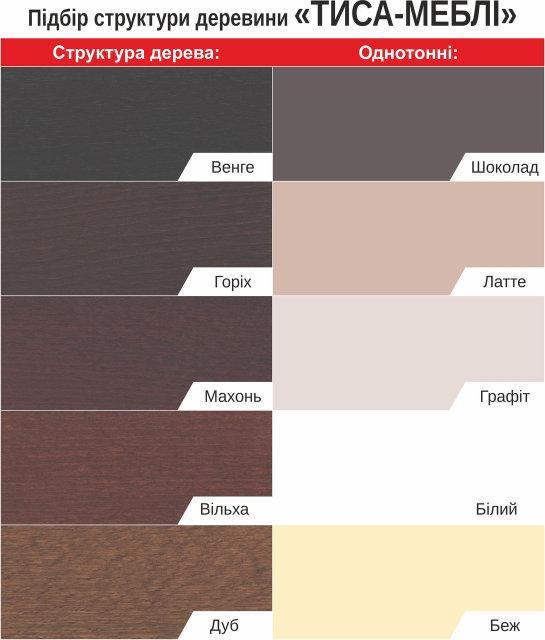 Підбір структури деревини «ТИСА-МЕБЛІ»
Структура дерева: Однотонні:
Венге Шоколад
Горіх Латте
Махонь Графіт
Вільха Білий
Дуб Беж